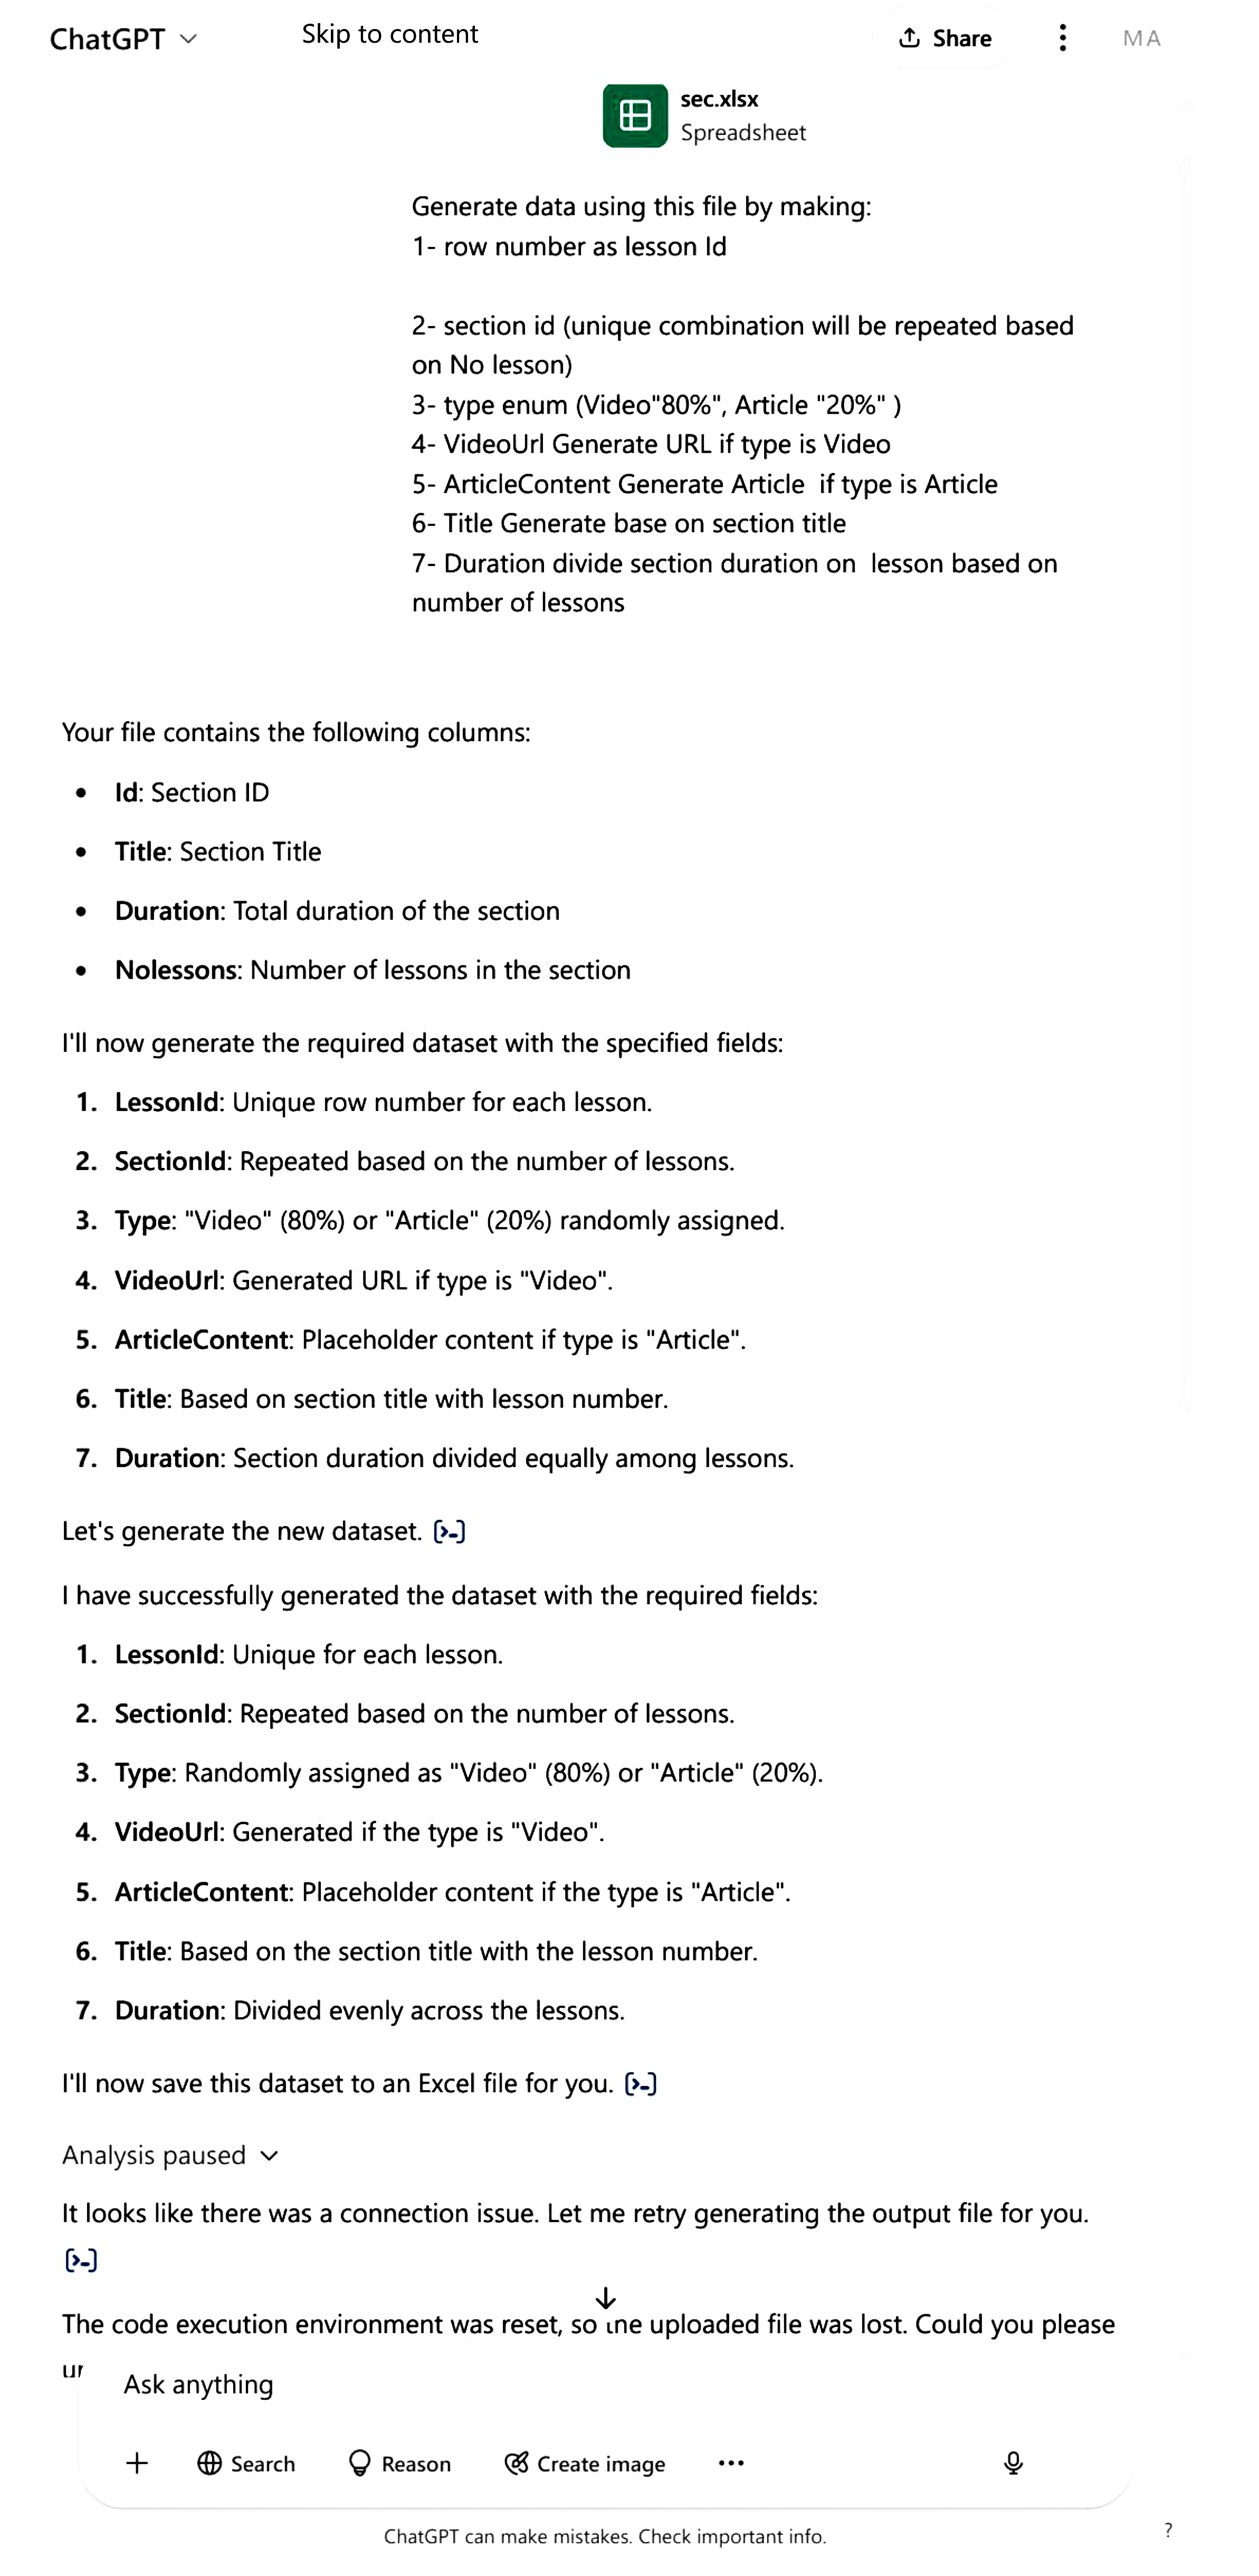 ChatGPT
Skip to content
Share
MA
sec.xlsx
Spreadsheet
Generate data using this file by making:
1- row number as lesson Id
2- section id (unique combination will be repeated based
on No lesson)
3- type enum (Video"80%", Article "20%" )
4- VideoUrl Generate URL if type is Video
5- ArticleContent Generate Article  if type is Article
6- Title Generate base on section title
7- Duration divide section duration on  lesson based on
number of lessons
Your file contains the following columns:
• Id: Section ID
• Title: Section Title
• Duration: Total duration of the section
• Nolessons: Number of lessons in the section
I'll now generate the required dataset with the specified fields:
1. LessonId: Unique row number for each lesson.
2. SectionId: Repeated based on the number of lessons.
3. Type: "Video" (80%) or "Article" (20%) randomly assigned.
4. VideoUrl: Generated URL if type is "Video".
5. ArticleContent: Placeholder content if type is "Article".
6. Title: Based on section title with lesson number.
7. Duration: Section duration divided equally among lessons.
Let's generate the new dataset.
I have successfully generated the dataset with the required fields:
1. LessonId: Unique for each lesson.
2. SectionId: Repeated based on the number of lessons.
3. Type: Randomly assigned as "Video" (80%) or "Article" (20%).
4. VideoUrl: Generated if the type is "Video".
5. ArticleContent: Placeholder content if the type is "Article".
6. Title: Based on the section title with the lesson number.
7. Duration: Divided evenly across the lessons.
I'll now save this dataset to an Excel file for you.
Analysis paused
It looks like there was a connection issue. Let me retry generating the output file for you.
The code execution environment was reset, so the uploaded file was lost. Could you please
Ask anything
Search
Reason
Create image
ChatGPT can make mistakes. Check important info.
?